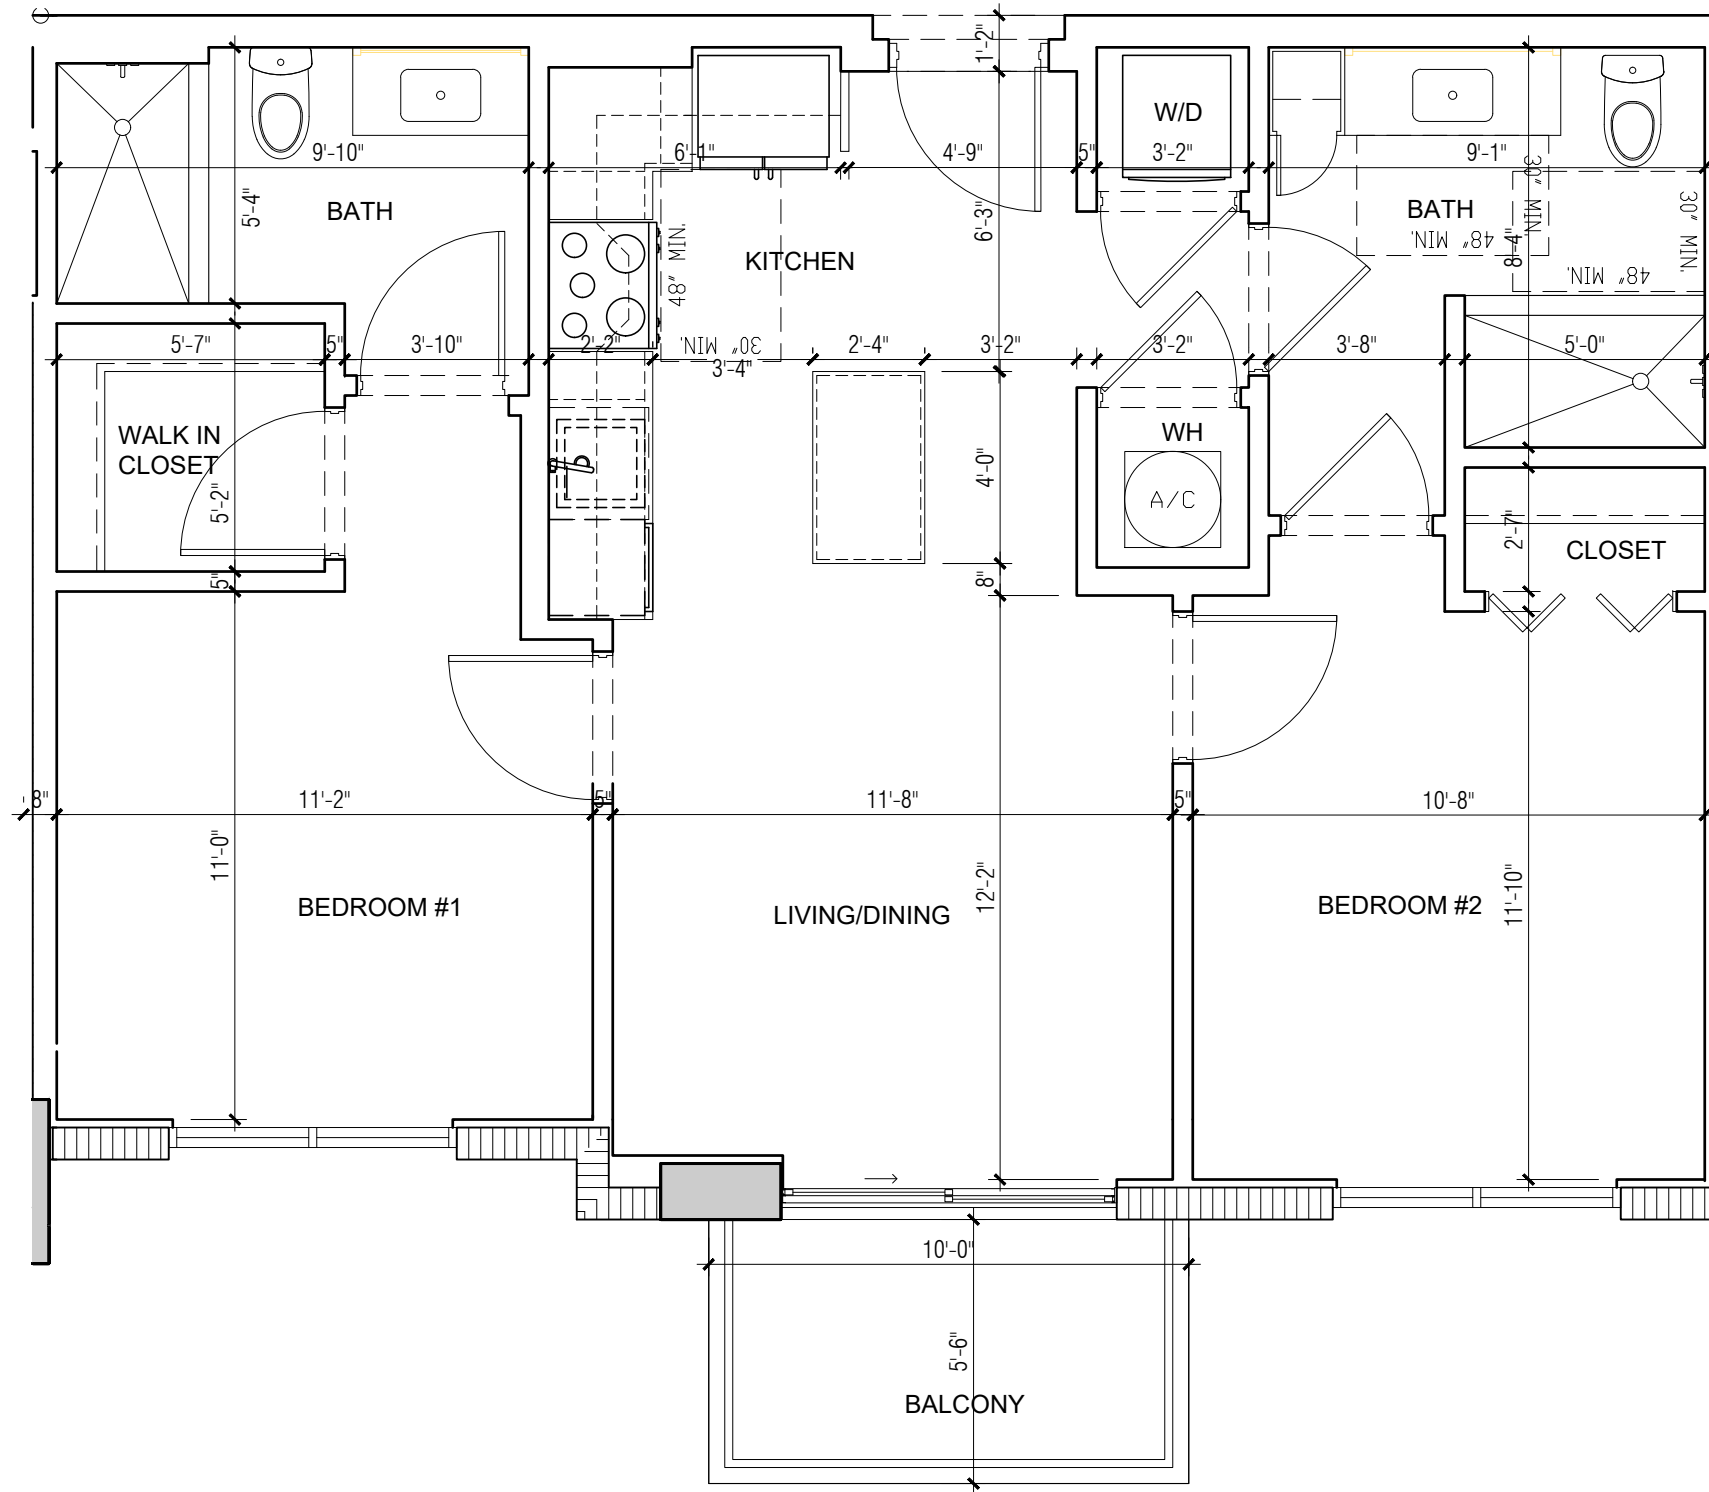 1'-2"
W/D
9'-10"
6'-1"
4'-9"
5"
3'-2"
9'-1"
5'-4"
BATH
6'-3"
BATH
30" MIN.
30" MIN.
48" MIN.
8'-4"
48" MIN.
KITCHEN
48" MIN.
5'-7"
5"
3'-10"
2'-2"
30" MIN.
3'-4"
2'-4"
3'-2"
3'-2"
3'-8"
5'-0"
WALK IN
CLOSET
5'-2"
4'-0"
WH
A/C
2'-7"
CLOSET
5"
8"
8"
11'-2"
5"
11'-8"
5"
10'-8"
11'-0"
12'-2"
11'-10"
BEDROOM #1
LIVING/DINING
BEDROOM #2
10'-0"
5'-6"
BALCONY